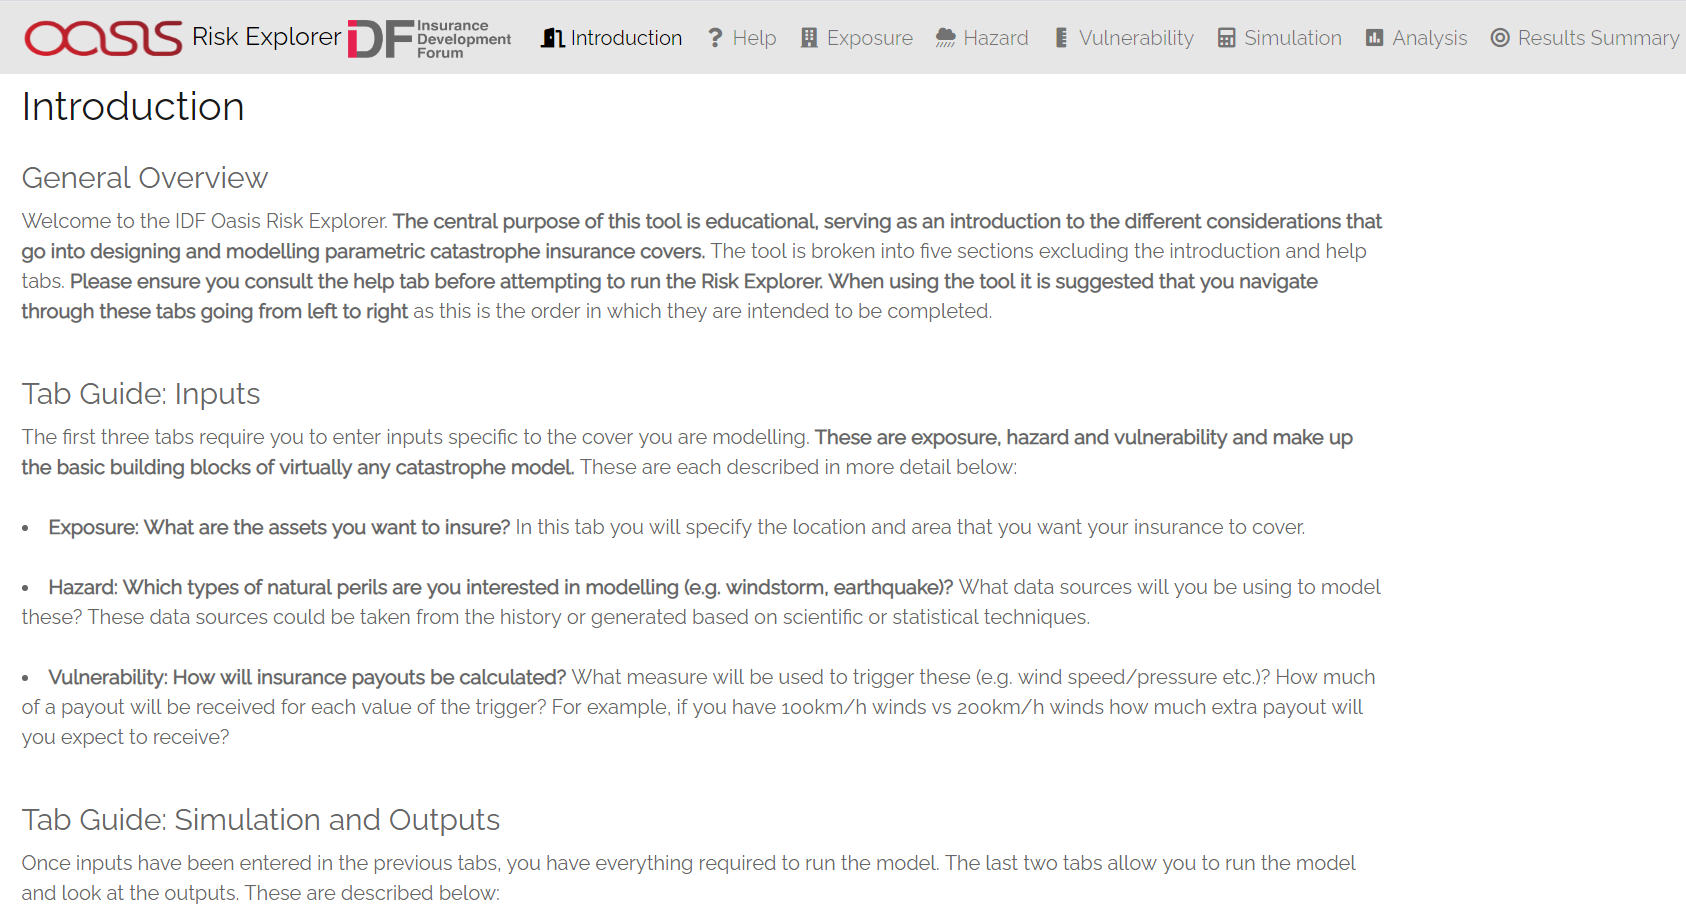 OASIS Risk Explorer IDF Insurance Development Forum Introduction ? Help Exposure Hazard Vulnerability Simulation Analysis Results Summary
Introduction
General Overview
Welcome to the IDF Oasis Risk Explorer. The central purpose of this tool is educational, serving as an introduction to the different considerations that
go into designing and modelling parametric catastrophe insurance covers. The tool is broken into five sections excluding the introduction and help
tabs. Please ensure you consult the help tab before attempting to run the Risk Explorer. When using the tool it is suggested that you navigate
through these tabs going from left to right as this is the order in which they are intended to be completed.
Tab Guide: Inputs
The first three tabs require you to enter inputs specific to the cover you are modelling. These are exposure, hazard and vulnerability and make up
the basic building blocks of virtually any catastrophe model. These are each described in more detail below:
• Exposure: What are the assets you want to insure? In this tab you will specify the location and area that you want your insurance to cover.
• Hazard: Which types of natural perils are you interested in modelling (e.g. windstorm, earthquake)? What data sources will you be using to model
these? These data sources could be taken from the history or generated based on scientific or statistical techniques.
• Vulnerability: How will insurance payouts be calculated? What measure will be used to trigger these (e.g. wind speed/pressure etc.)? How much
of a payout will be received for each value of the trigger? For example, if you have 100km/h winds vs 200km/h winds how much extra payout will
you expect to receive?
Tab Guide: Simulation and Outputs
Once inputs have been entered in the previous tabs, you have everything required to run the model. The last two tabs allow you to run the model
and look at the outputs. These are described below: